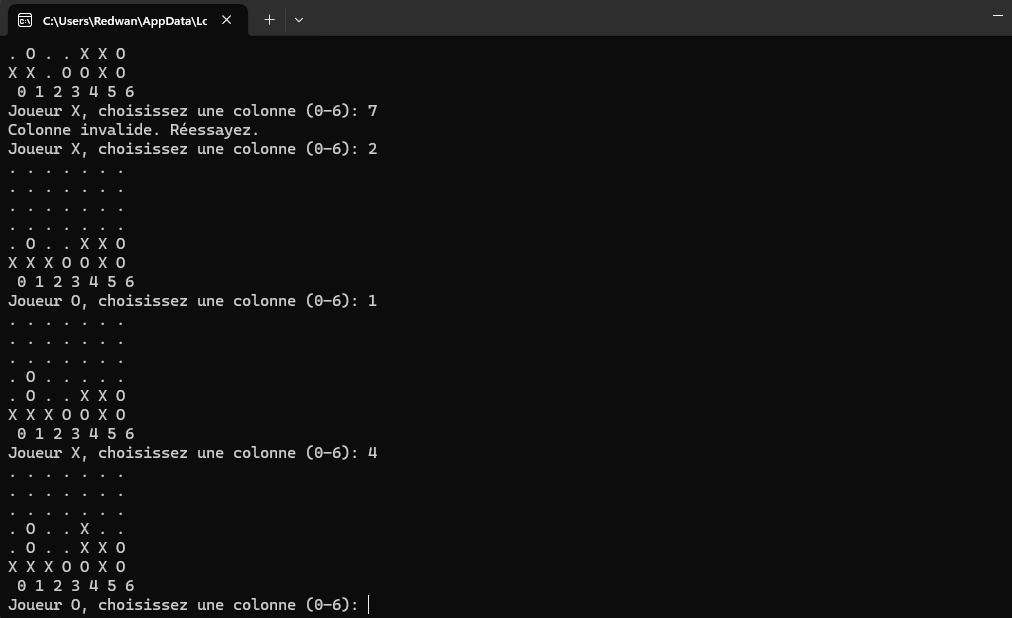 C:\Users\Redwan\AppData\Lc
. O . . X X O
X X . O O X O
 0 1 2 3 4 5 6
Joueur X, choisissez une colonne (0-6): 7
Colonne invalide. Réessayez.
Joueur X, choisissez une colonne (0-6): 2
. . . . . . .
. . . . . . .
. . . . . . .
. . . . . . .
. O . . X X O
X X X O O X O
 0 1 2 3 4 5 6
Joueur O, choisissez une colonne (0-6): 1
. . . . . . .
. . . . . . .
. . . . . . .
. O . . . . .
. O . . X X O
X X X O O X O
 0 1 2 3 4 5 6
Joueur X, choisissez une colonne (0-6): 4
. . . . . . .
. . . . . . .
. . . . . . .
. O . . X . .
. O . . X X O
X X X O O X O
 0 1 2 3 4 5 6
Joueur O, choisissez une colonne (0-6):